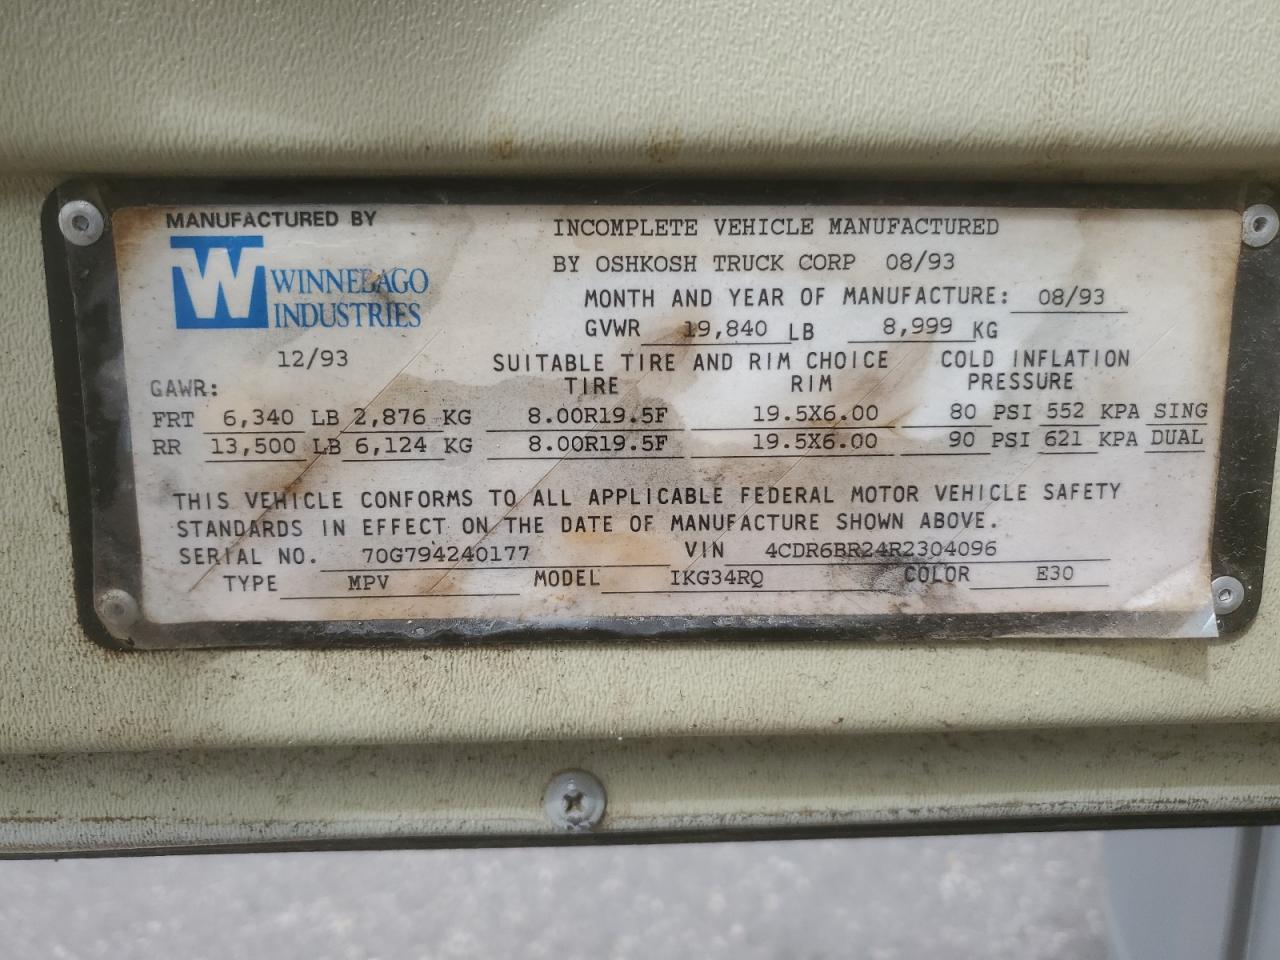 MANUFACTURED BY
W WINNEBAGO
INDUSTRIES
12/93
INCOMPLETE VEHICLE MANUFACTURED
BY OSHKOSH TRUCK CORP 08/93
MONTH AND YEAR OF MANUFACTURE: 08/93
GVWR 19,840 LB 8,999 KG
SUITABLE TIRE AND RIM CHOICE COLD INFLATION
GAWR: TIRE RIM PRESSURE
FRT 6,340 LB 2,876 KG 8.00R19.5F 19.5X6.00 80 PSI 552 KPA SING
RR 13,500 LB 6,124 KG 8.00R19.5F 19.5X6.00 90 PSI 621 KPA DUAL
THIS VEHICLE CONFORMS TO ALL APPLICABLE FEDERAL MOTOR VEHICLE SAFETY
STANDARDS IN EFFECT ON THE DATE OF MANUFACTURE SHOWN ABOVE.
SERIAL NO. 70G794240177 VIN 4CDR6BR24R2304096
TYPE MPV MODEL IKG34RQ COLOR E30